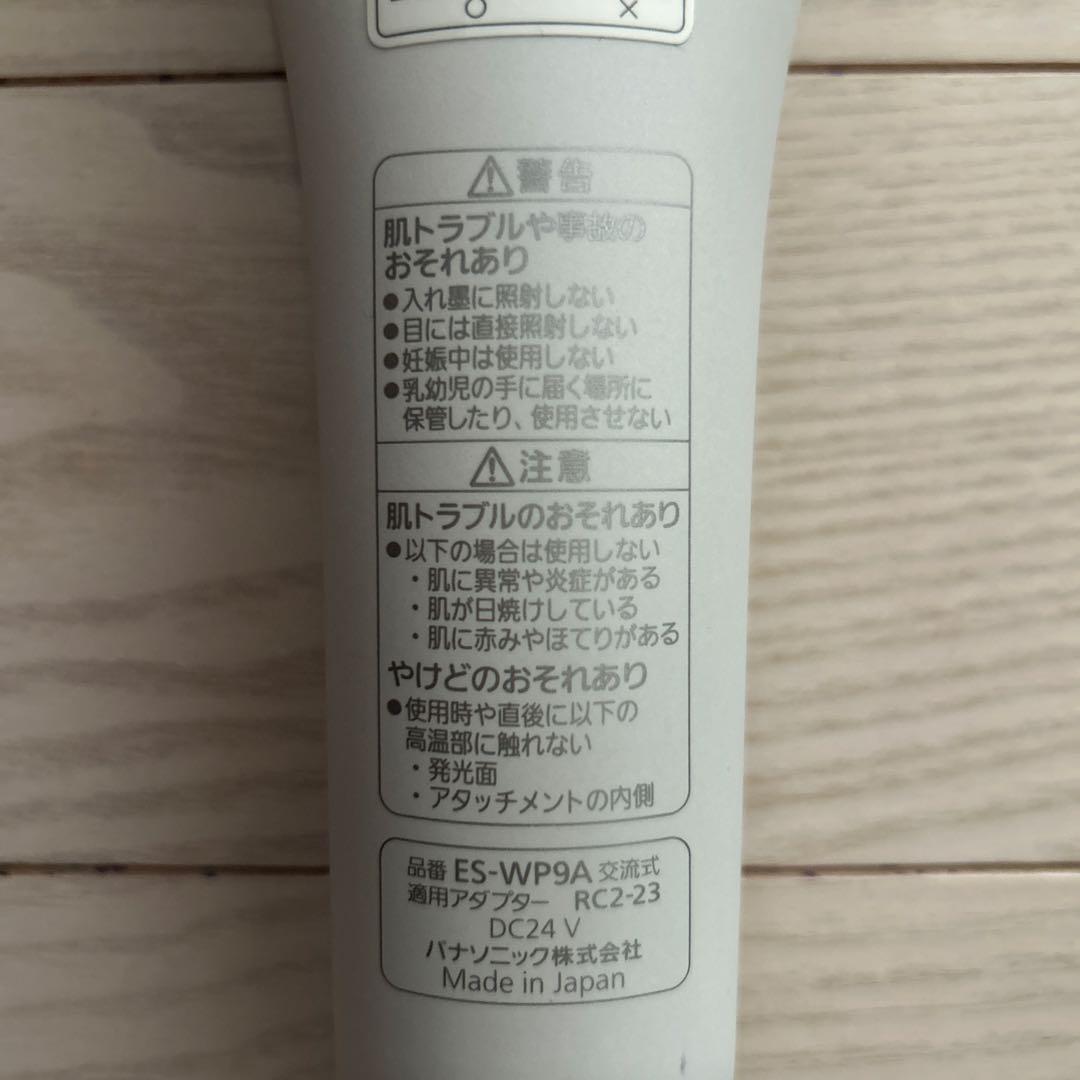 ○ ×
⚠警告
肌トラブルや事故の
おそれあり
●入れ墨に照射しない
●目には直接照射しない
●妊娠中は使用しない
●乳幼児の手に届く場所に
保管したり、使用させない
⚠注意
肌トラブルのおそれあり
●以下の場合は使用しない
・肌に異常や炎症がある
・肌が日焼けしている
・肌に赤みやほてりがある
やけどのおそれあり
●使用時や直後に以下の
高温部に触れない
・発光面
・アタッチメントの内側
品番 ES-WP9A 交流式
適用アダプター RC2-23
DC24 V
パナソニック株式会社
Made in Japan